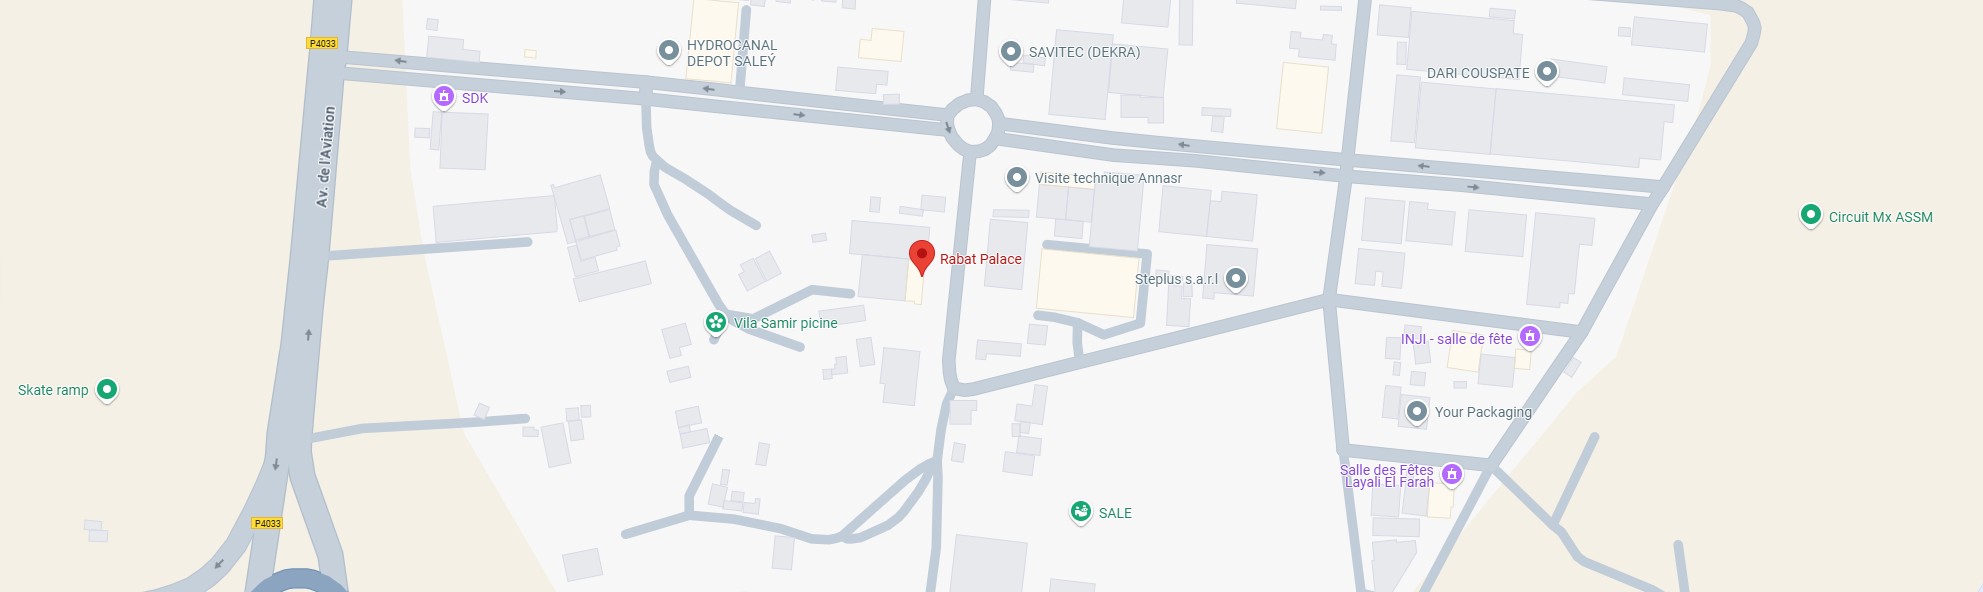 P4033
HYDROCANAL
DEPOT SALEÝ
SAVITEC (DEKRA)
DARI COUSPATE
SDK
Av. de l'Aviation
Visite technique Annasr
Circuit Mx ASSM
Rabat Palace
Steplus s.a.r.l
Vila Samir picine
INJI - salle de fête
Skate ramp
Your Packaging
Salle des Fêtes
Layali El Farah
SALE
P4033